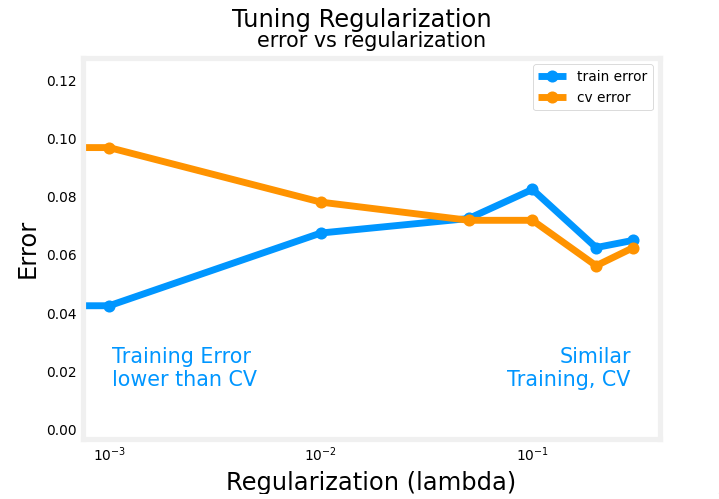 Tuning Regularization
error vs regularization
train error
cv error
0.12
0.10
0.08
0.06
0.04
0.02
0.00
Error
Training Error
lower than CV
Similar
Training, CV
10⁻³
10⁻²
10⁻¹
Regularization (lambda)